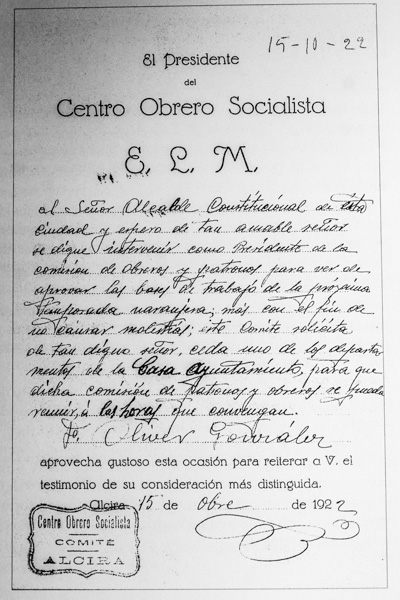 15-10-22
El Presidente
del
Centro Obrero Socialista
E. L. M.
al Señor Alcalde Constitucional de esta
ciudad y espero de tan amable señor
se digne intervenir como Presidente de la
comisión de obreros y patronos para ver de
aprovar las bases de trabajo de la proxima
temporada naranjera; mas con el fin de
no causar molestias; este Comite solicita
de tan digno señor, ceda uno de los departa-
mentos de la Casa Ayuntamiento, para que
dicha comisión de patronos y obreros se pueda
reunir, á las horas que convengan.
Oliver González
aprovecha gustoso esta ocasión para reiterar a V. el
testimonio de su consideración más distinguida.
Alcira 15 de Obre de 1922
Centro Obrero Socialista
COMITÉ
ALCIRA